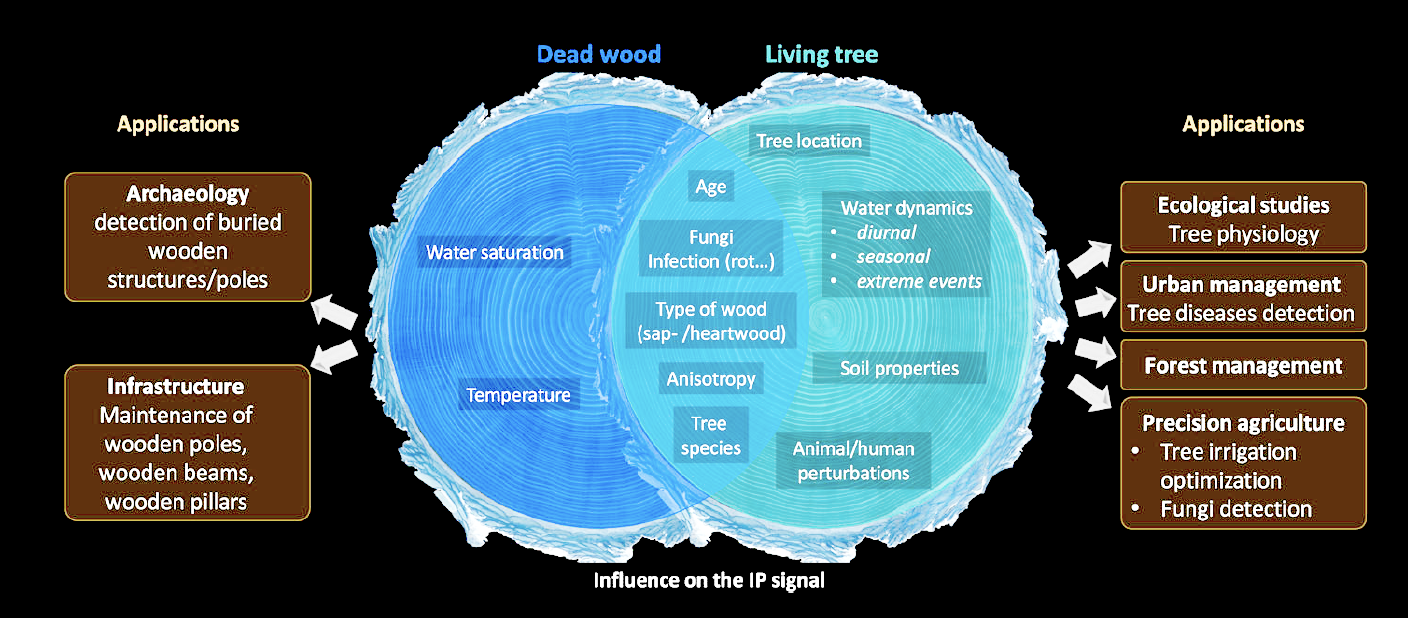 Dead wood
Living tree
Applications
Archaeology
detection of buried
wooden
structures/poles
Infrastructure
Maintenance of
wooden poles,
wooden beams,
wooden pillars
Water saturation
Temperature
Age
Fungi
Infection (rot...)
Type of wood
(sap- /heartwood)
Anisotropy
Tree
species
Tree location
Water dynamics
• diurnal
• seasonal
• extreme events
Soil properties
Animal/human
perturbations
Applications
Ecological studies
Tree physiology
Urban management
Tree diseases detection
Forest management
Precision agriculture
• Tree irrigation
optimization
• Fungi detection
Influence on the IP signal